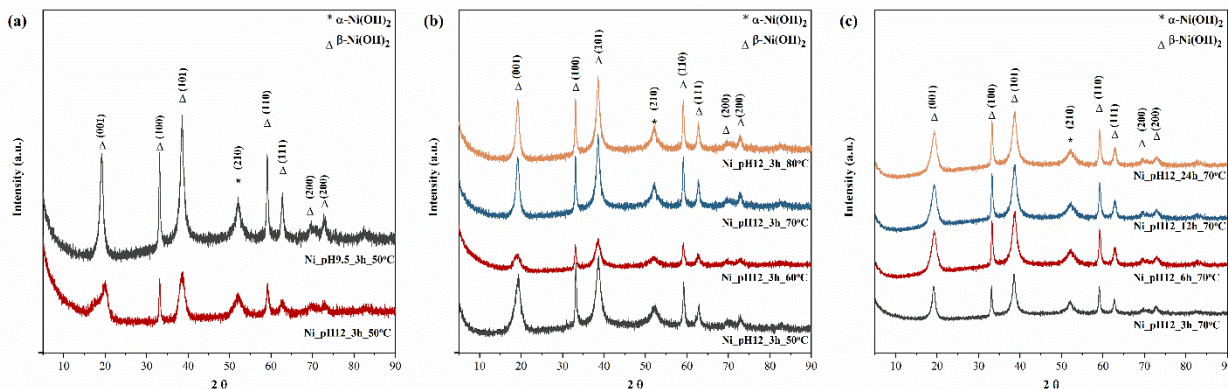 (a)
* α-Ni(OH)2
Δ β-Ni(OH)2
Intensity (a.u.)
Δ (001)
Δ (100)
Δ (101)
* (210)
Δ (110)
Δ (111)
Δ (200)
Δ (200)
Ni_pH9.5_3h_50°C
Ni_pH12_3h_50°C
10 20 30 40 50 60 70 80 90
2 θ
(b)
* α-Ni(OH)2
Δ β-Ni(OH)2
Intensity (a.u.)
Δ (001)
Δ (100)
Δ (101)
* (210)
Δ (110)
Δ (111)
Δ (200)
Δ (200)
Ni_pH12_3h_80°C
Ni_pH12_3h_70°C
Ni_pH12_3h_60°C
Ni_pH12_3h_50°C
10 20 30 40 50 60 70 80 90
2 θ
(c)
* α-Ni(OH)2
Δ β-Ni(OH)2
Intensity (a.u.)
Δ (001)
Δ (100)
Δ (101)
* (210)
Δ (110)
Δ (111)
Δ (200)
Δ (200)
Ni_pH12_24h_70°C
Ni_pH12_12h_70°C
Ni_pH12_6h_70°C
Ni_pH12_3h_70°C
10 20 30 40 50 60 70 80 90
2 θ